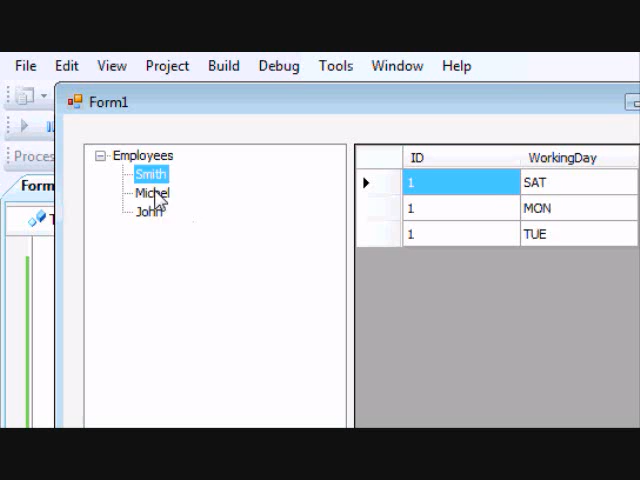 File Edit View Project Build Debug Tools Window Help
Form1
Proces
Employees
Smith
Michel
John
Form
T
ID WorkingDay
1 SAT
1 MON
1 TUE